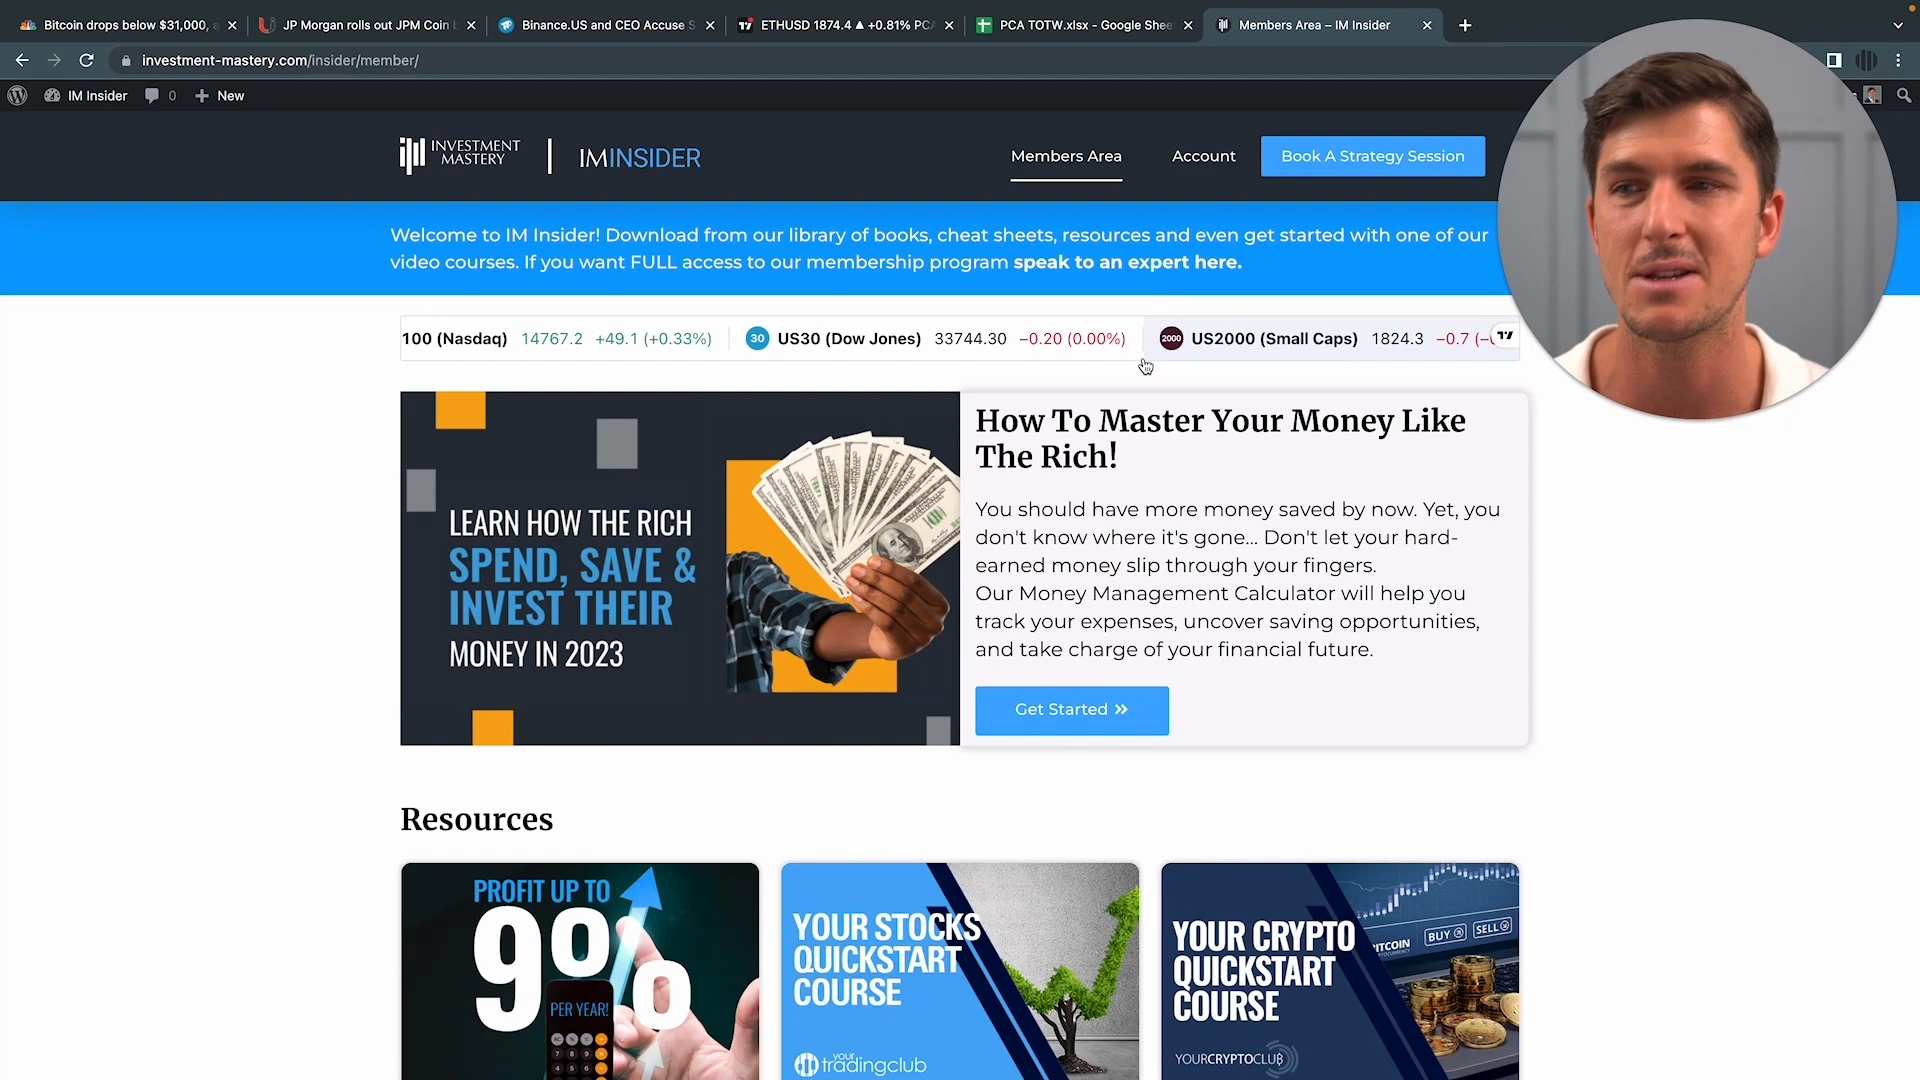 Bitcoin drops below $31,000, a
JP Morgan rolls out JPM Coin
Binance.US and CEO Accuse S
ETHUSD 1874.4 ▲ +0.81% PCA
PCA TOTW.xlsx - Google Shee
Members Area – IM Insider
investment-mastery.com/insider/member/
IM Insider
0
New
INVESTMENT
MASTERY
IMINSIDER
Members Area
Account
Book A Strategy Session
Welcome to IM Insider! Download from our library of books, cheat sheets, resources and even get started with one of our
video courses. If you want FULL access to our membership program speak to an expert here.
100 (Nasdaq) 14767.2 +49.1 (+0.33%)
30 US30 (Dow Jones) 33744.30 −0.20 (0.00%)
2000 US2000 (Small Caps) 1824.3 −0.7 (−
LEARN HOW THE RICH
SPEND, SAVE &
INVEST THEIR
MONEY IN 2023
How To Master Your Money Like
The Rich!
You should have more money saved by now. Yet, you
don't know where it's gone... Don't let your hard-
earned money slip through your fingers.
Our Money Management Calculator will help you
track your expenses, uncover saving opportunities,
and take charge of your financial future.
Get Started »
Resources
PROFIT UP TO
9%
PER YEAR!
AC
7 8 9
4 5 6
YOUR STOCKS
QUICKSTART
COURSE
your
tradingclub
YOUR CRYPTO
QUICKSTART
COURSE
YOURCRYPTOCLUB
BUY
SELL